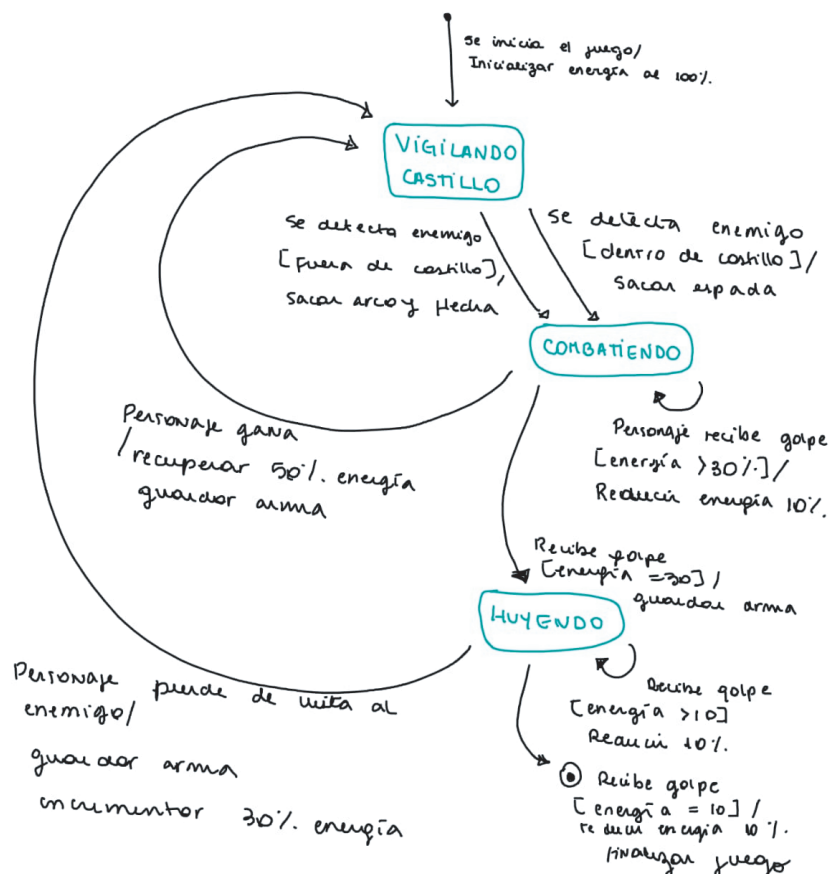 Se inicia el juego/
Inicializar energía al 100%.
VIGILANDO
CASTILLO
Se detecta enemigo
[fuera de castillo],
Sacar arco y flecha
Se detecta enemigo
[dentro de castillo]/
Sacar espada
COMBATIENDO
Personaje gana
/recuperar 50%. energía
guardar arma
Personaje recibe golpe
[energía >30%.]/
Reducir energía 10%.
Recibe golpe
[energía =30]/
guardar arma
HUYENDO
Personaje pierde de vista al
enemigo/
guardar arma
incrementar 30%. energía
Recibe golpe
[energía >10]
Reducir 10%.
Recibe golpe
[energía = 10] /
reducir energía 10%.
finalizar juego